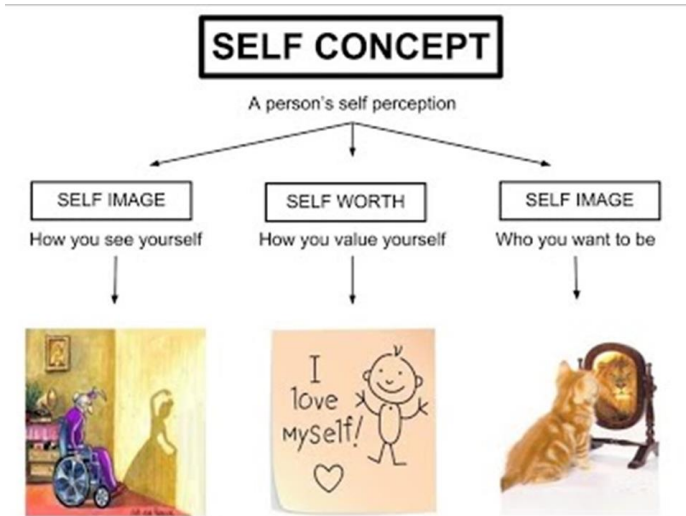 SELF CONCEPT
A person's self perception
SELF IMAGE
SELF WORTH
SELF IMAGE
How you see yourself
How you value yourself
Who you want to be
I
love
Myself!